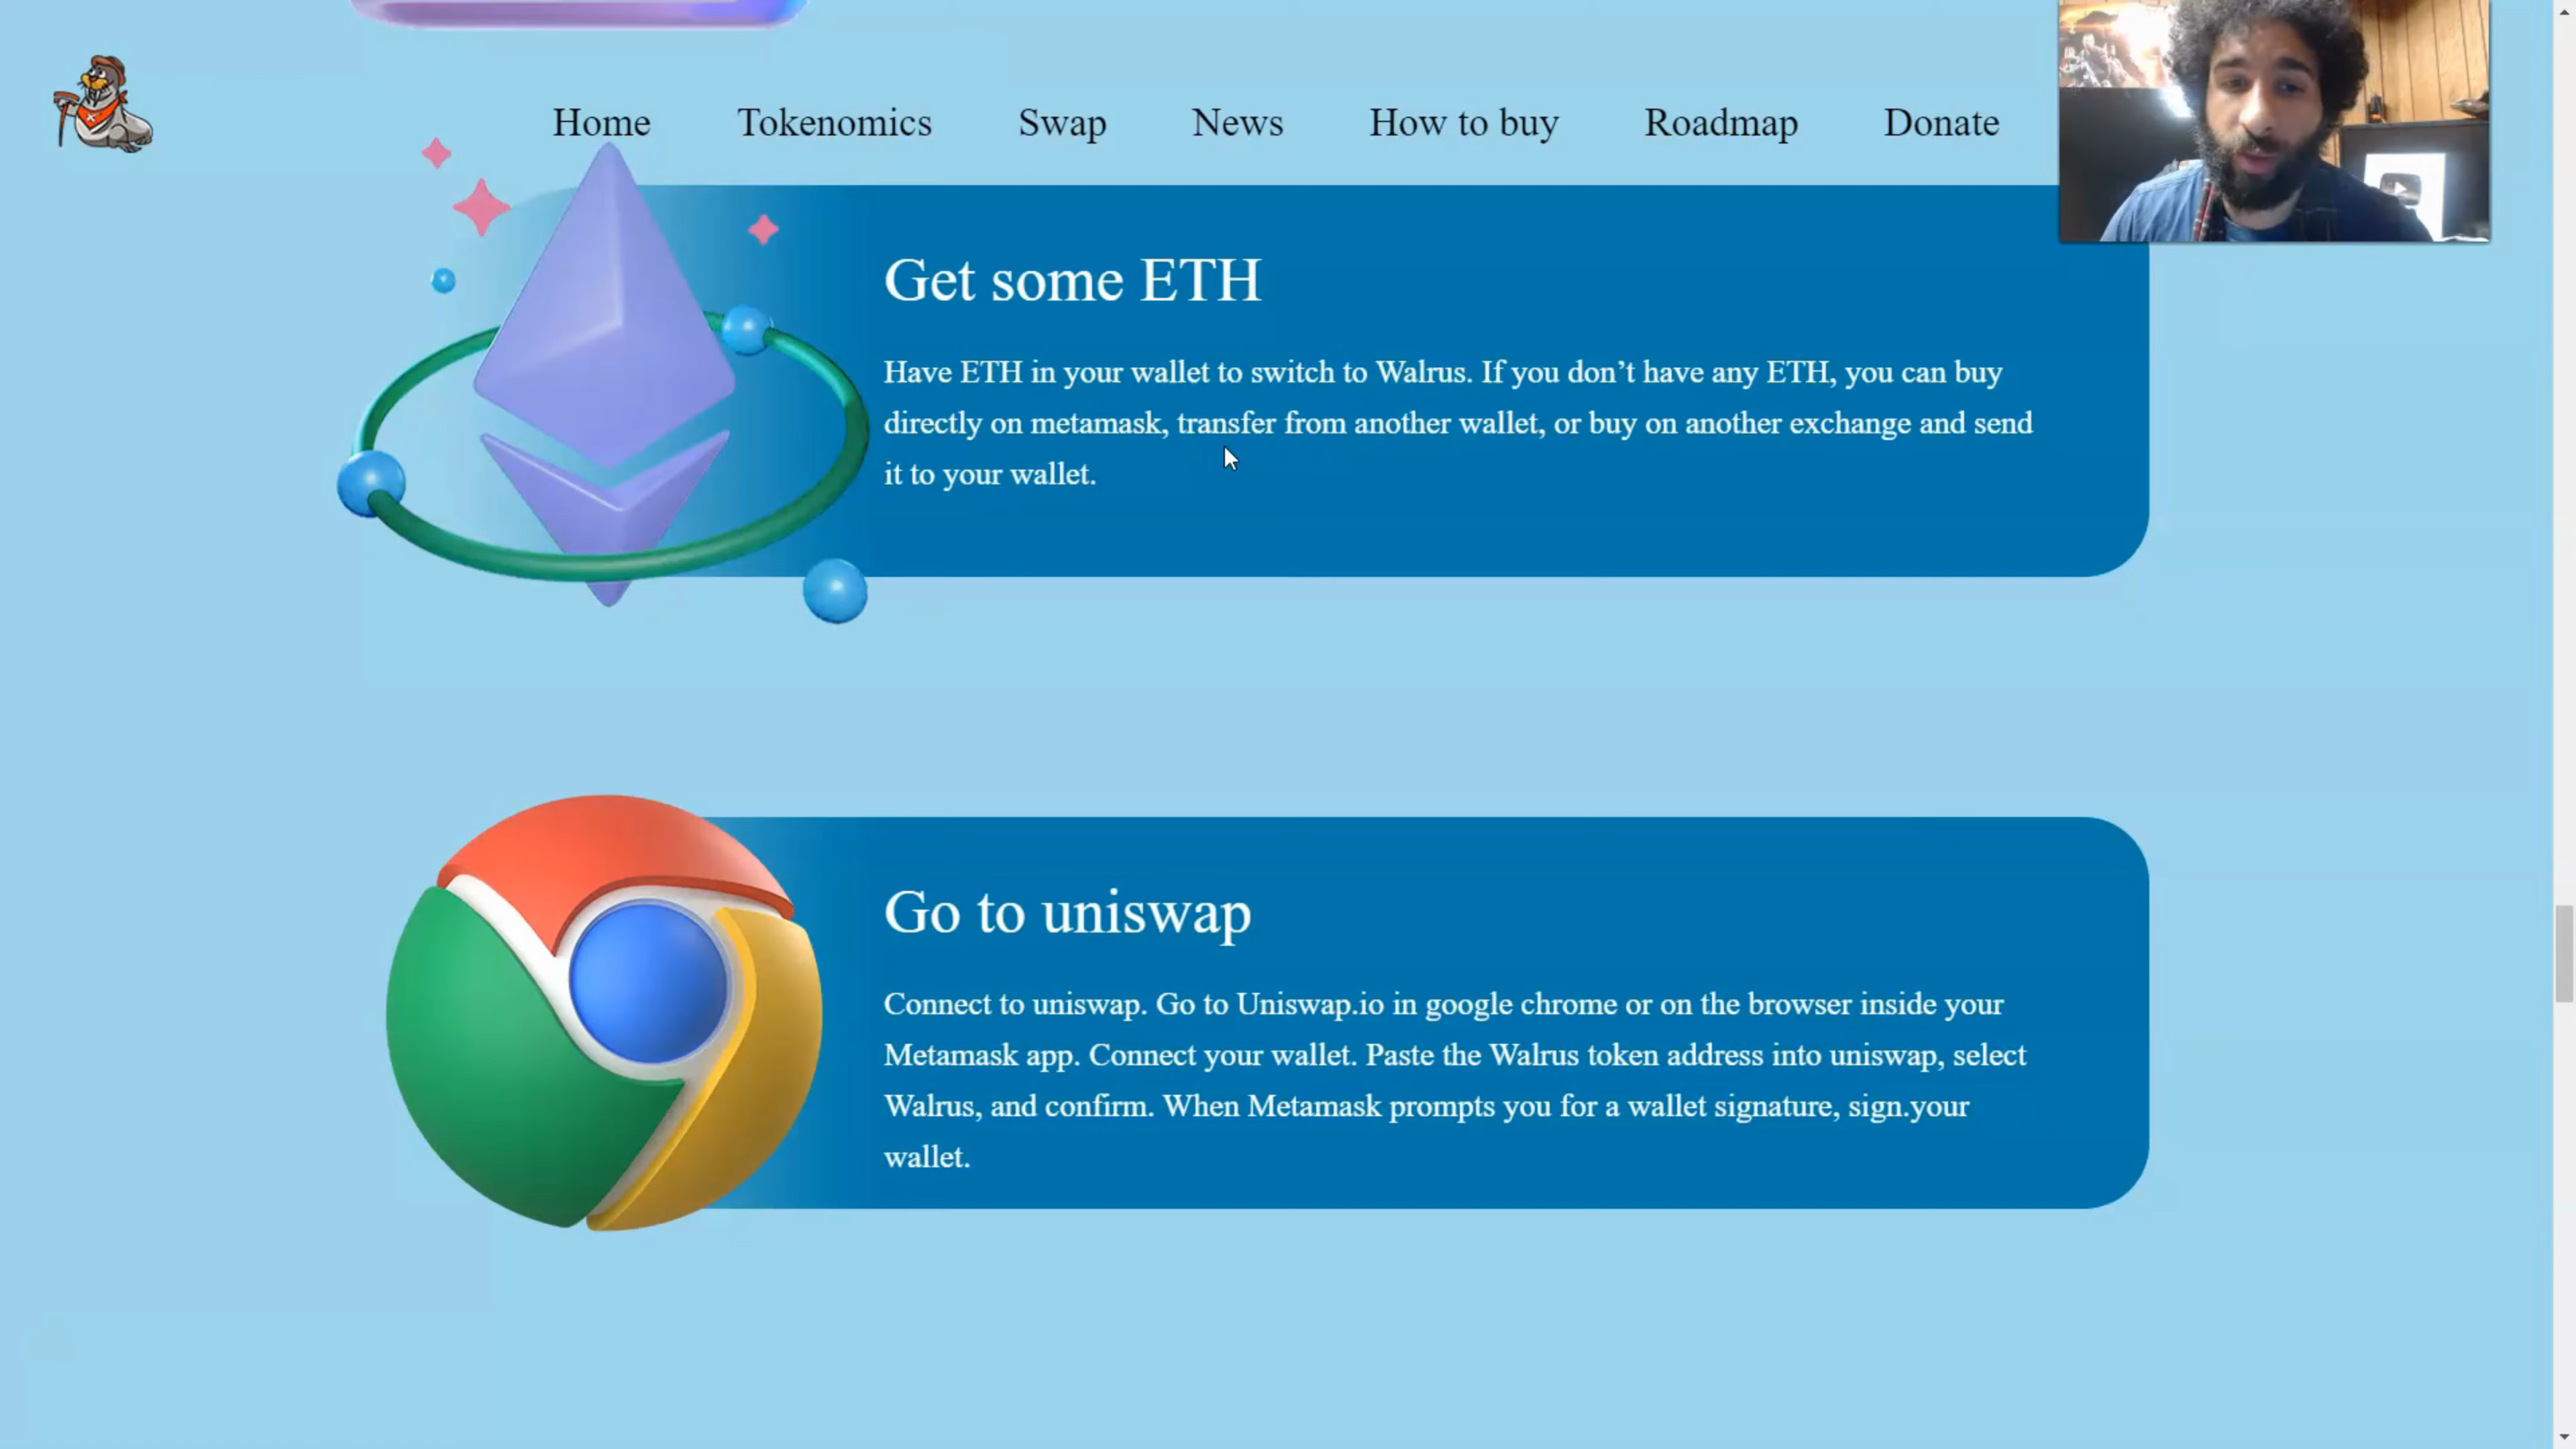 Home Tokenomics Swap News How to buy Roadmap Donate
Get some ETH
Have ETH in your wallet to switch to Walrus. If you don’t have any ETH, you can buy
directly on metamask, transfer from another wallet, or buy on another exchange and send
it to your wallet.
Go to uniswap
Connect to uniswap. Go to Uniswap.io in google chrome or on the browser inside your
Metamask app. Connect your wallet. Paste the Walrus token address into uniswap, select
Walrus, and confirm. When Metamask prompts you for a wallet signature, sign.your
wallet.